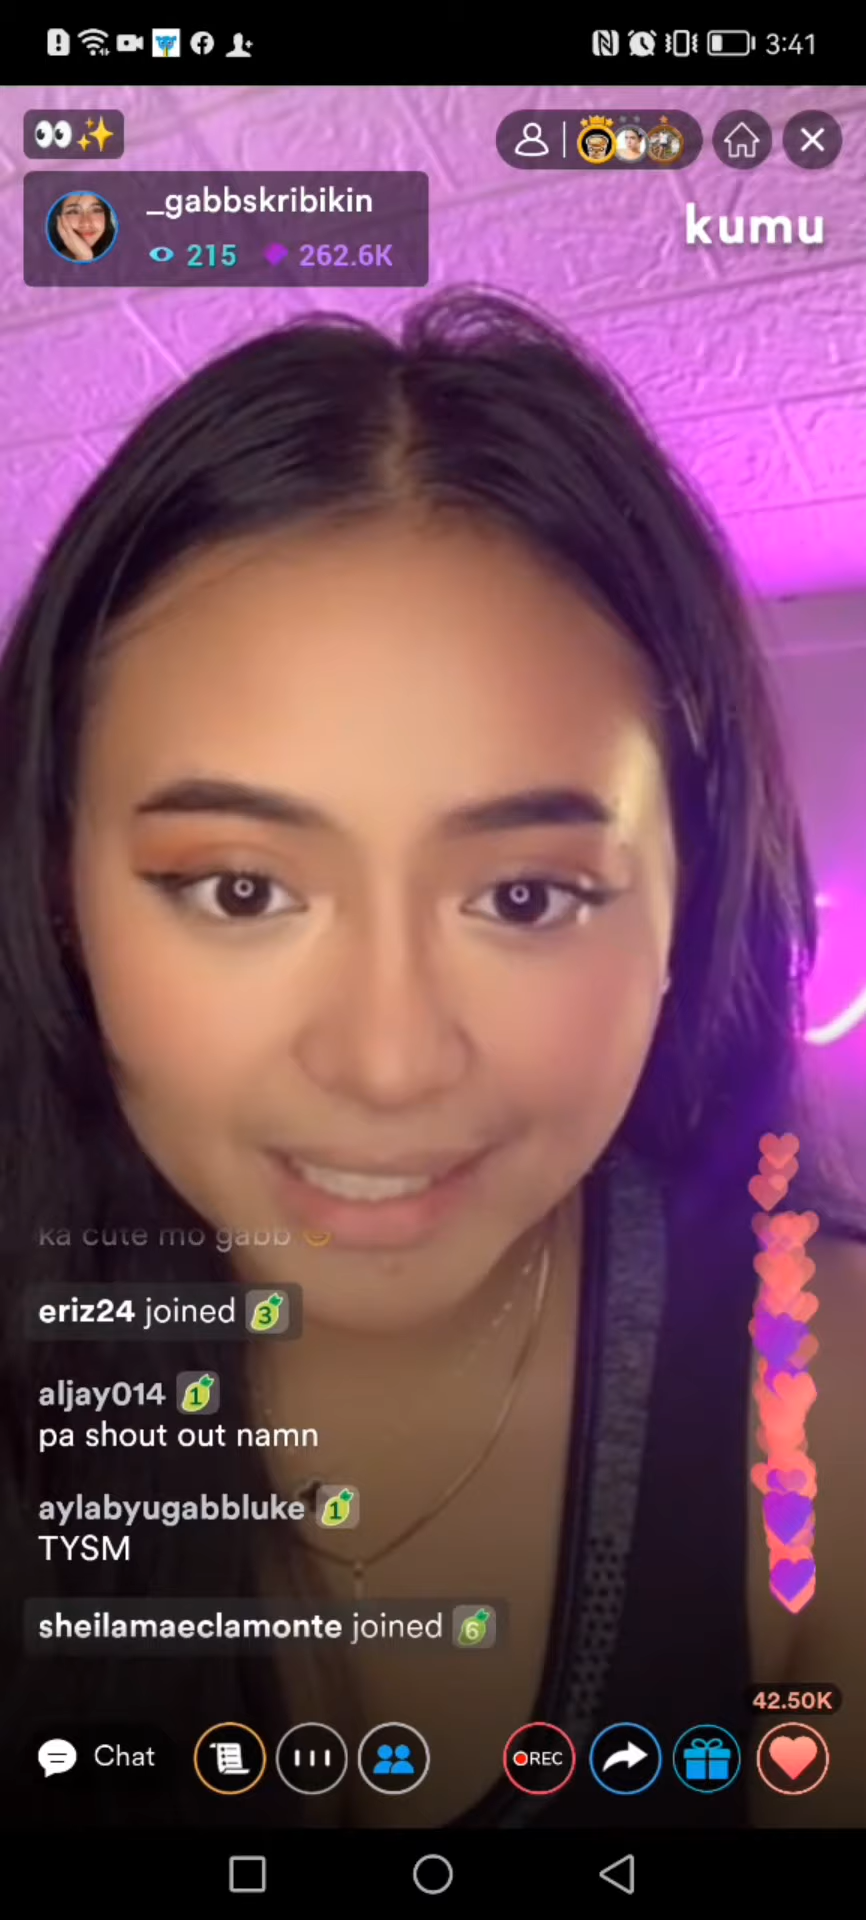 3:41
_gabbskribikin
215 262.6K
kumu
ka cute mo gabb
eriz24 joined 3
aljay014 1
pa shout out namn
aylabyugabbluke 1
TYSM
sheilamaeclamonte joined 6
42.50K
Chat
REC